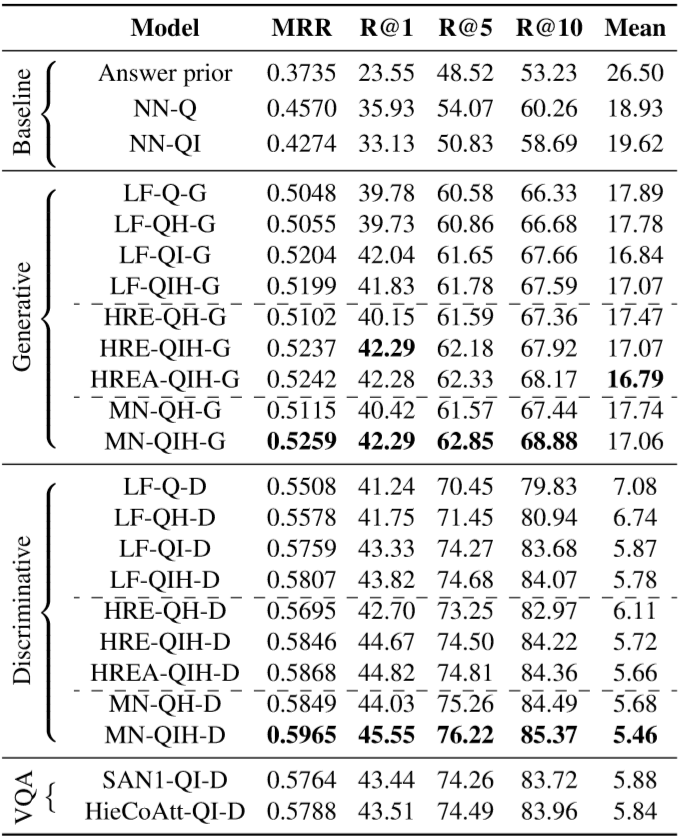 Model MRR R@1 R@5 R@10 Mean
Baseline
Answer prior 0.3735 23.55 48.52 53.23 26.50
NN-Q 0.4570 35.93 54.07 60.26 18.93
NN-QI 0.4274 33.13 50.83 58.69 19.62
Generative
LF-Q-G 0.5048 39.78 60.58 66.33 17.89
LF-QH-G 0.5055 39.73 60.86 66.68 17.78
LF-QI-G 0.5204 42.04 61.65 67.66 16.84
LF-QIH-G 0.5199 41.83 61.78 67.59 17.07
HRE-QH-G 0.5102 40.15 61.59 67.36 17.47
HRE-QIH-G 0.5237 42.29 62.18 67.92 17.07
HREA-QIH-G 0.5242 42.28 62.33 68.17 16.79
MN-QH-G 0.5115 40.42 61.57 67.44 17.74
MN-QIH-G 0.5259 42.29 62.85 68.88 17.06
Discriminative
LF-Q-D 0.5508 41.24 70.45 79.83 7.08
LF-QH-D 0.5578 41.75 71.45 80.94 6.74
LF-QI-D 0.5759 43.33 74.27 83.68 5.87
LF-QIH-D 0.5807 43.82 74.68 84.07 5.78
HRE-QH-D 0.5695 42.70 73.25 82.97 6.11
HRE-QIH-D 0.5846 44.67 74.50 84.22 5.72
HREA-QIH-D 0.5868 44.82 74.81 84.36 5.66
MN-QH-D 0.5849 44.03 75.26 84.49 5.68
MN-QIH-D 0.5965 45.55 76.22 85.37 5.46
VQA
SAN1-QI-D 0.5764 43.44 74.26 83.72 5.88
HieCoAtt-QI-D 0.5788 43.51 74.49 83.96 5.84